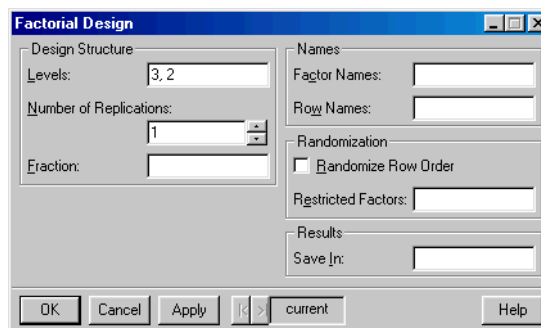 Factorial Design
Design Structure
Levels: 3, 2
Number of Replications:
1
Fraction:
Names
Factor Names:
Row Names:
Randomization
Randomize Row Order
Restricted Factors:
Results
Save In:
OK Cancel Apply current Help